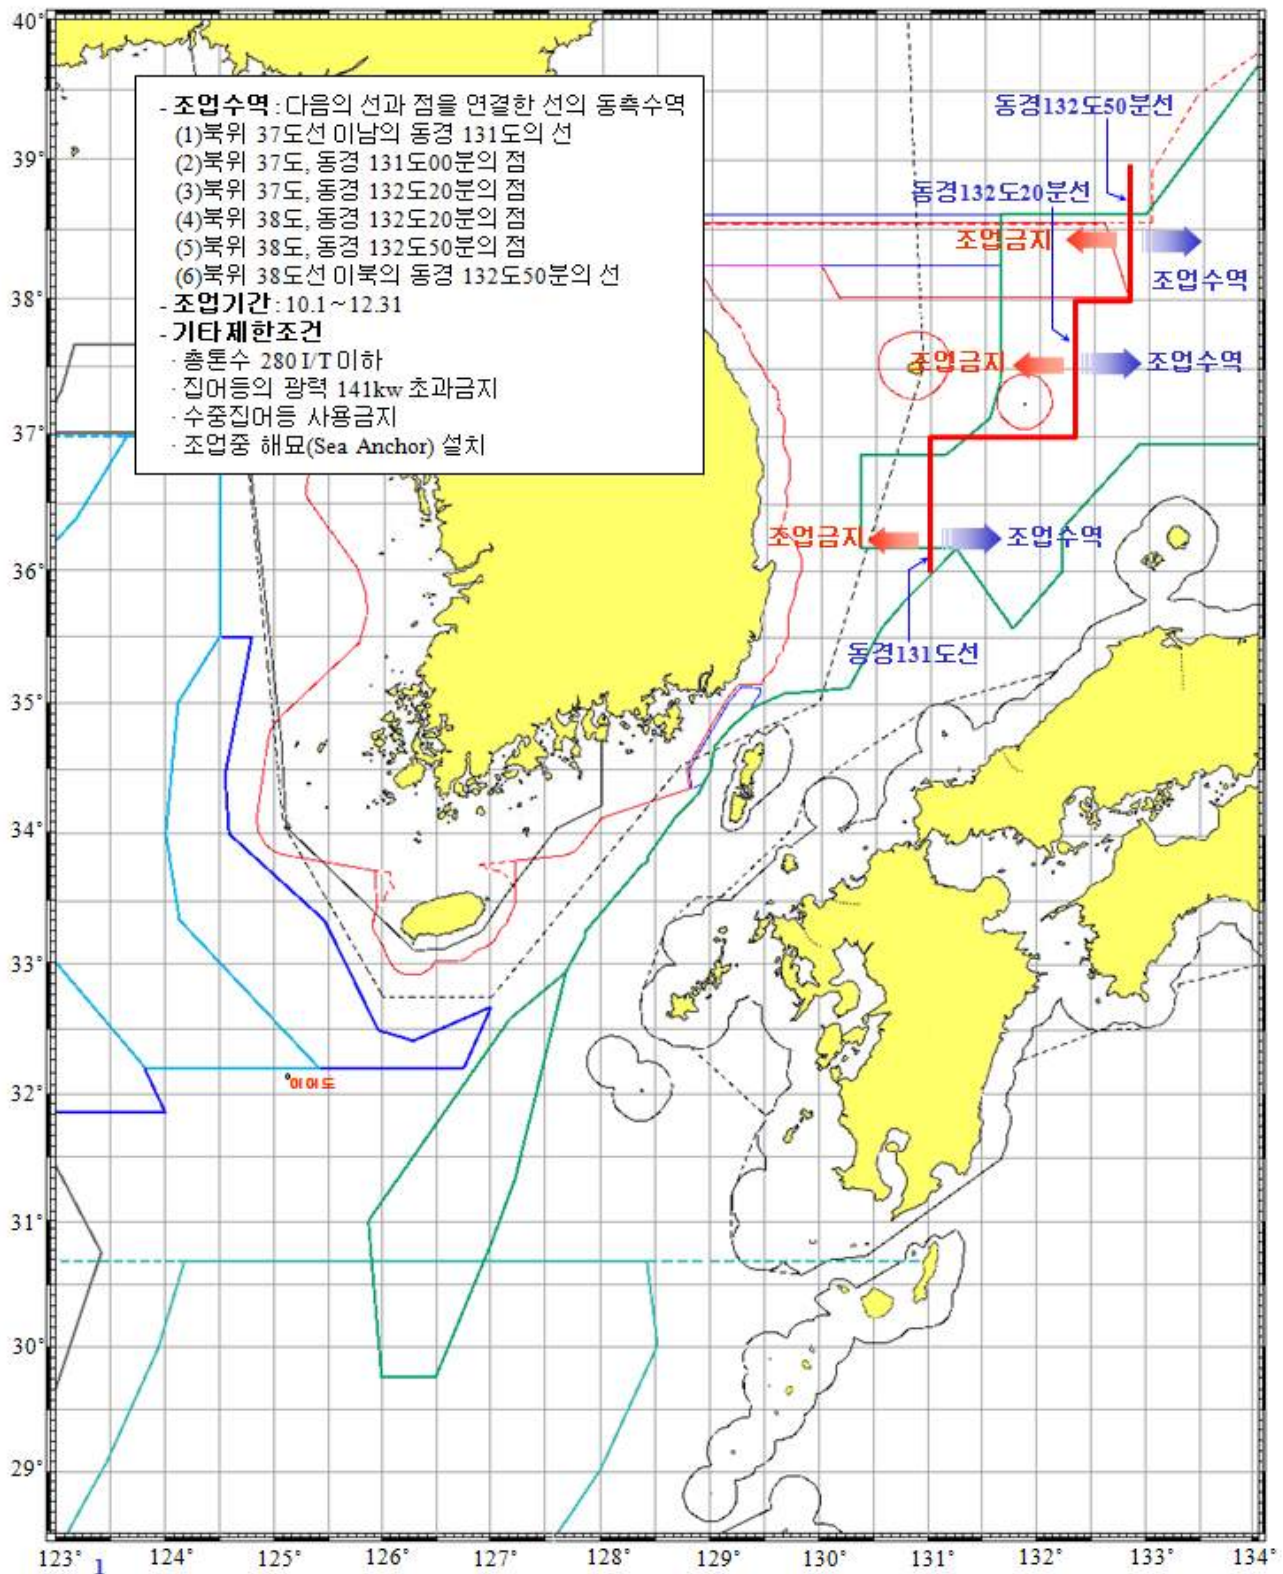 40°
- 조업수역 : 다음의 선과 점을 연결한 선의 동측수역
(1)북위 37도선 이남의 동경 131도의 선
(2)북위 37도, 동경 131도00분의 점
(3)북위 37도, 동경 132도20분의 점
(4)북위 38도, 동경 132도20분의 점
(5)북위 38도, 동경 132도50분의 점
(6)북위 38도선 이북의 동경 132도50분의 선
- 조업기간 : 10.1 ~ 12.31
- 기타제한조건
· 총톤수 280 I/T 이하
· 집어등의 광력 141kw 초과금지
· 수중집어등 사용금지
· 조업중 해묘(Sea Anchor) 설치
동경132도50분선
39°
동경132도20분선
조업금지
조업수역
38°
조업금지
조업수역
37°
조업금지
조업수역
36°
동경131도선
35°
34°
33°
이어도
32°
31°
30°
29°
123° 124° 125° 126° 127° 128° 129° 130° 131° 132° 133° 134°
1